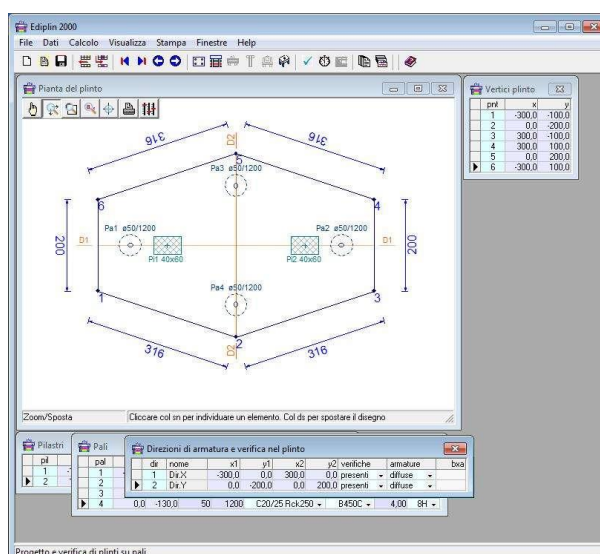 Ediplin 2000
File Dati Calcolo Visualizza Stampa Finestre Help
Pianta del plinto
316
316
D2
5
Pa3 ø50/1200
6
4
Pa1 ø50/1200
Pa2 ø50/1200
200
D1
D1
200
Pi1 40x60
Pi2 40x60
Pa4 ø50/1200
1
3
2
D2
316
316
Zoom/Sposta Cliccare col sn per individuare un elemento. Col ds per spostare il disegno
Vertici plinto
pnt x y
1 -300,0 -100,0
2 0,0 -200,0
3 300,0 -100,0
4 300,0 100,0
5 0,0 200,0
6 -300,0 100,0
Pilastri
pil
1
2
Pali
pal
1
2
3
4 0,0 -130,0 50 1200 C20/25 Rck250 B450C 4,00 8H
Direzioni di armatura e verifica nel plinto
dir nome x1 y1 x2 y2 verifiche armature bxa
1 Dir.X -300,0 0,0 300,0 0,0 presenti diffuse
2 Dir.Y 0,0 -200,0 0,0 200,0 presenti diffuse
Progetto e verifica di plinti su pali